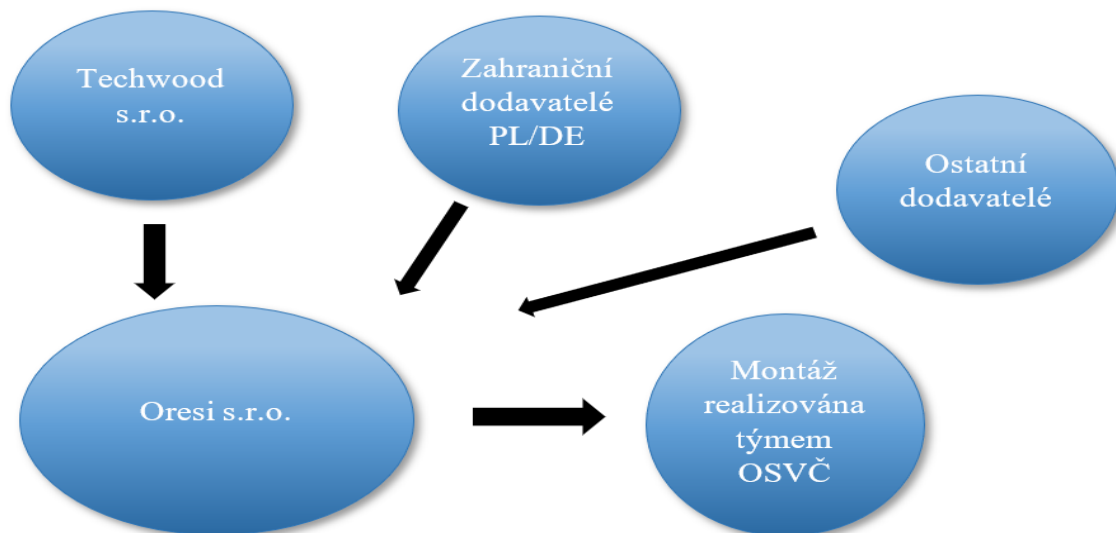 Techwood
s.r.o.
Zahraniční
dodavatelé
PL/DE
Ostatní
dodavatelé
Oresi s.r.o.
Montáž
realizována
týmem
OSVČ